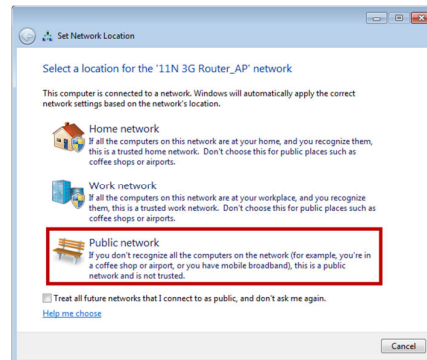 Set Network Location
Select a location for the '11N 3G Router_AP' network
This computer is connected to a network. Windows will automatically apply the correct
network settings based on the network's location.
Home network
If all the computers on this network are at your home, and you recognize them,
this is a trusted home network. Don't choose this for public places such as
coffee shops or airports.
Work network
If all the computers on this network are at your workplace, and you recognize
them, this is a trusted work network. Don't choose this for public places such as
coffee shops or airports.
Public network
If you don't recognize all the computers on the network (for example, you're in
a coffee shop or airport, or you have mobile broadband), this is a public
network and is not trusted.
Treat all future networks that I connect to as public, and don't ask me again.
Help me choose
Cancel